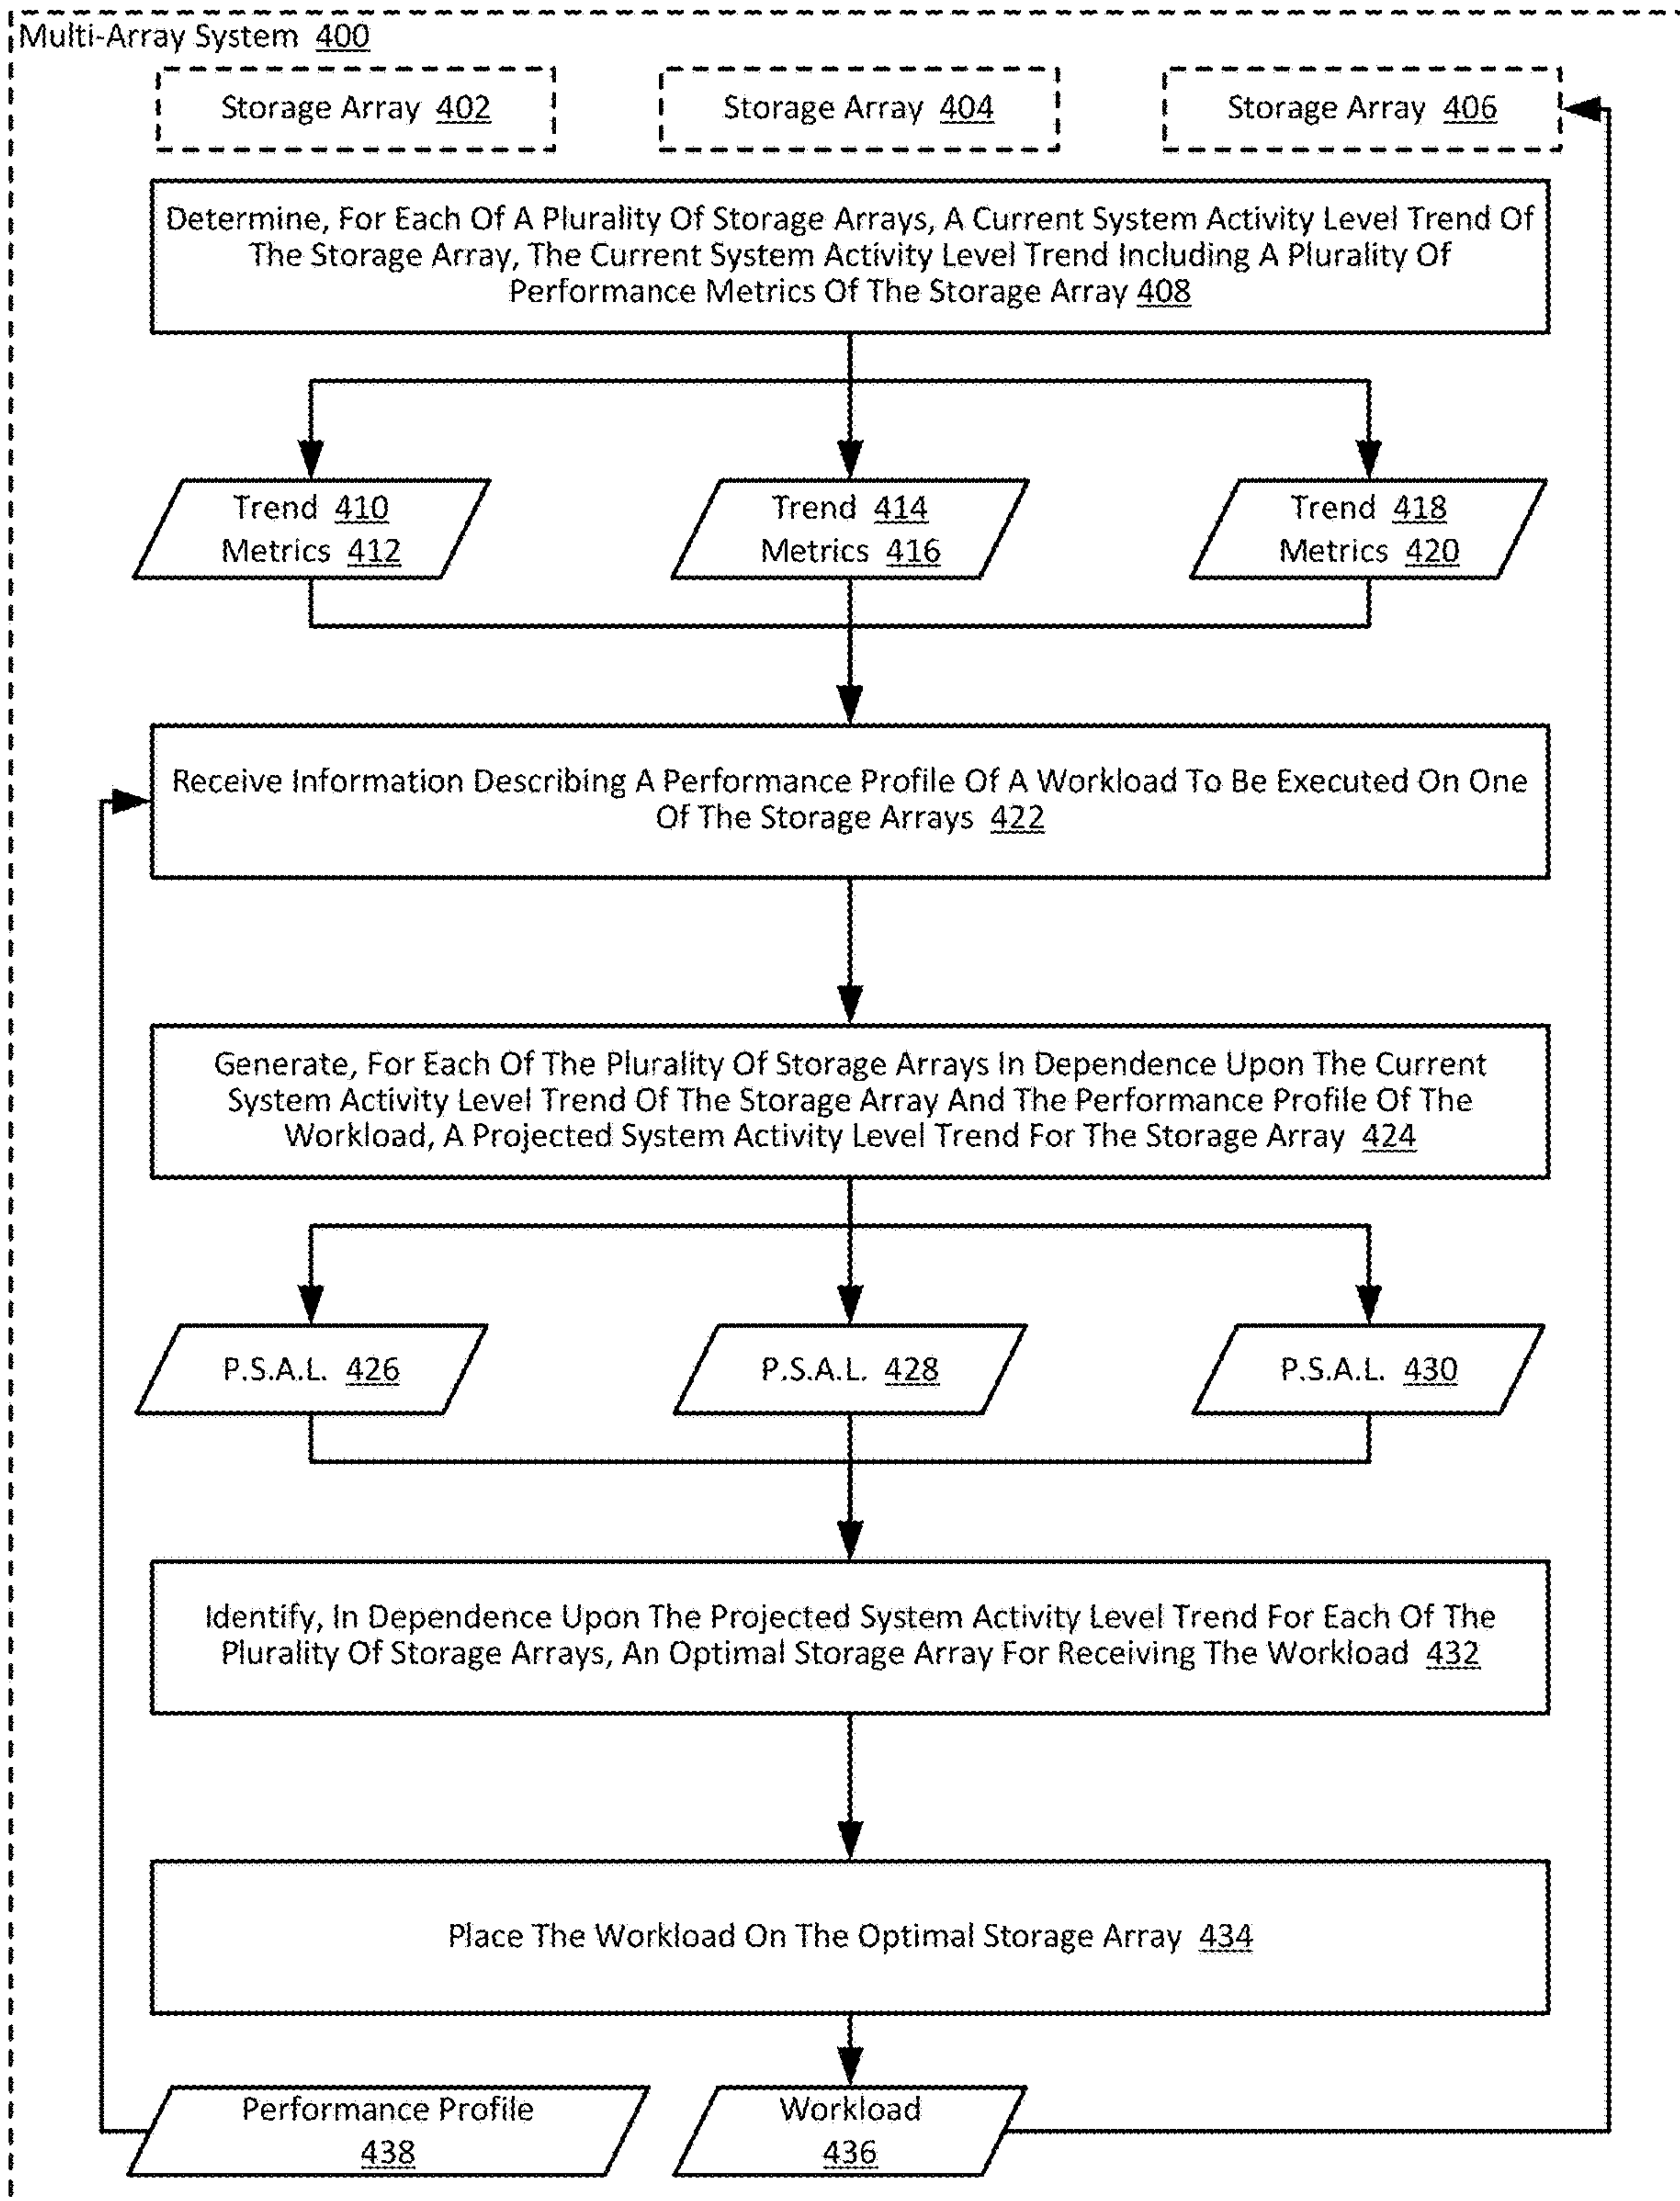 Multi-Array System 400
Storage Array 402
Storage Array 404
Storage Array 406
Determine, For Each Of A Plurality Of Storage Arrays, A Current System Activity Level Trend Of
The Storage Array, The Current System Activity Level Trend Including A Plurality Of
Performance Metrics Of The Storage Array 408
Trend 410
Metrics 412
Trend 414
Metrics 416
Trend 418
Metrics 420
Receive Information Describing A Performance Profile Of A Workload To Be Executed On One
Of The Storage Arrays 422
Generate, For Each Of The Plurality Of Storage Arrays In Dependence Upon The Current
System Activity Level Trend Of The Storage Array And The Performance Profile Of The
Workload, A Projected System Activity Level Trend For The Storage Array 424
P.S.A.L. 426
P.S.A.L. 428
P.S.A.L. 430
Identify, In Dependence Upon The Projected System Activity Level Trend For Each Of The
Plurality Of Storage Arrays, An Optimal Storage Array For Receiving The Workload 432
Place The Workload On The Optimal Storage Array 434
Performance Profile
438
Workload
436